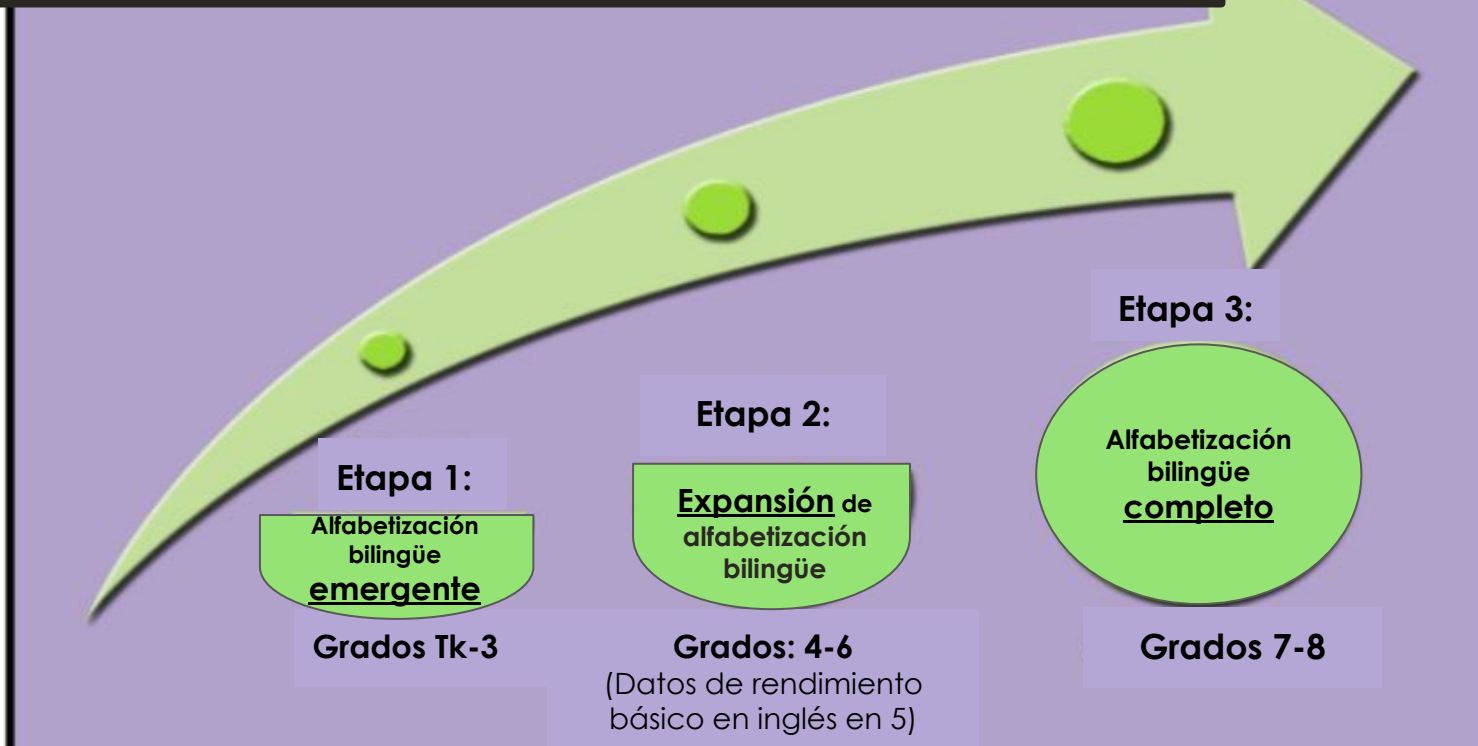 Etapa 1:
Alfabetización
bilingüe
emergente
Grados Tk-3
Etapa 2:
Expansión de
alfabetización
bilingüe
Grados: 4-6
(Datos de rendimiento
básico en inglés en 5)
Etapa 3:
Alfabetización
bilingüe
completo
Grados 7-8